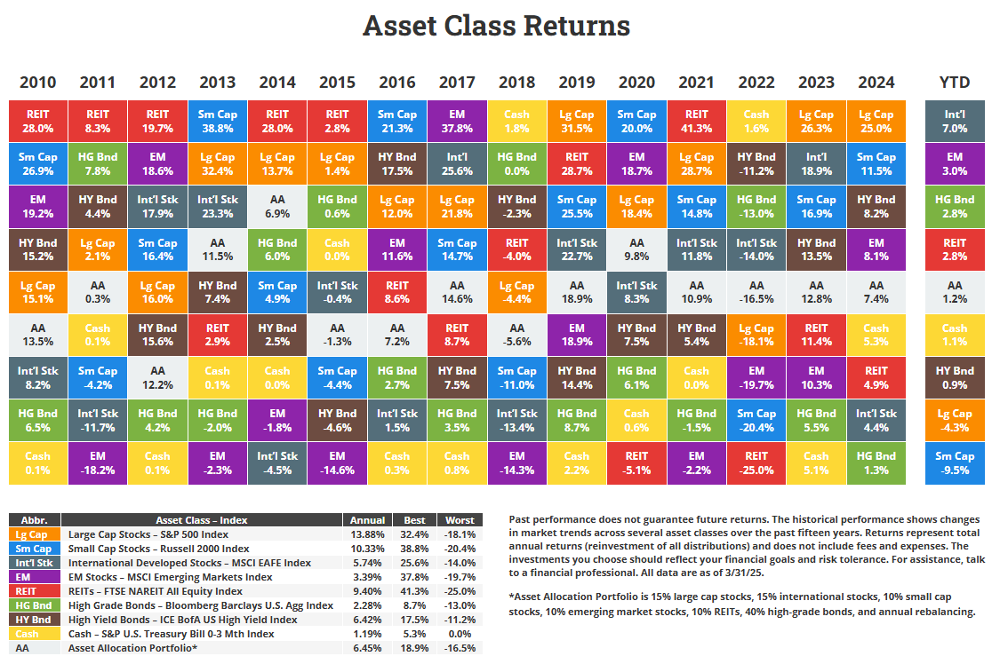 Asset Class Returns
2010 2011 2012 2013 2014 2015 2016 2017 2018 2019 2020 2021 2022 2023 2024 YTD
REIT REIT REIT Sm Cap REIT REIT Sm Cap EM Cash Lg Cap Sm Cap REIT Cash Lg Cap Lg Cap Int'l
28.0% 8.3% 19.7% 38.8% 28.0% 2.8% 21.3% 37.8% 1.8% 31.5% 20.0% 41.3% 1.6% 26.3% 25.0% 7.0%
Sm Cap HG Bnd EM Lg Cap Lg Cap Lg Cap HY Bnd Int'l HG Bnd REIT EM Lg Cap HY Bnd Int'l Sm Cap EM
26.9% 7.8% 18.6% 32.4% 13.7% 1.4% 17.5% 25.6% 0.0% 28.7% 18.7% 28.7% -11.2% 18.9% 11.5% 3.0%
EM HY Bnd Int'l Stk Int'l Stk AA HG Bnd Lg Cap Lg Cap HY Bnd Sm Cap Lg Cap Sm Cap HG Bnd Sm Cap HY Bnd HG Bnd
19.2% 4.4% 17.9% 23.3% 6.9% 0.6% 12.0% 21.8% -2.3% 25.5% 18.4% 14.8% -13.0% 16.9% 8.2% 2.8%
HY Bnd Lg Cap Sm Cap AA HG Bnd Cash EM Sm Cap REIT Int'l Stk AA Int'l Stk Int'l Stk HY Bnd EM REIT
15.2% 2.1% 16.4% 11.5% 6.0% 0.0% 11.6% 14.7% -4.0% 22.7% 9.8% 11.8% -14.0% 13.5% 8.1% 2.8%
Lg Cap AA Lg Cap HY Bnd Sm Cap Int'l Stk REIT AA Lg Cap AA Int'l Stk AA AA AA AA AA
15.1% 0.3% 16.0% 7.4% 4.9% -0.4% 8.6% 14.6% -4.4% 18.9% 8.3% 10.9% -16.5% 12.8% 7.4% 1.2%
AA Cash HY Bnd REIT HY Bnd AA AA REIT AA EM HY Bnd HY Bnd Lg Cap REIT Cash Cash
13.5% 0.1% 15.6% 2.9% 2.5% -1.3% 7.2% 8.7% -5.6% 18.9% 7.5% 5.4% -18.1% 11.4% 5.3% 1.1%
Int'l Stk Sm Cap AA Cash Cash Sm Cap HG Bnd HY Bnd Sm Cap HY Bnd HG Bnd Cash EM EM REIT HY Bnd
8.2% -4.2% 12.2% 0.1% 0.0% -4.4% 2.7% 7.5% -11.0% 14.4% 6.1% 0.0% -19.7% 10.3% 4.9% 0.9%
HG Bnd Int'l Stk HG Bnd HG Bnd EM HY Bnd Int'l Stk HG Bnd Int'l Stk HG Bnd Cash HG Bnd Sm Cap HG Bnd Int'l Stk Lg Cap
6.5% -11.7% 4.2% -2.0% -1.8% -4.6% 1.5% 3.5% -13.4% 8.7% 0.6% -1.5% -20.4% 5.5% 4.4% -4.3%
Cash EM Cash EM Int'l Stk EM Cash Cash EM Cash REIT EM REIT Cash HG Bnd Sm Cap
0.1% -18.2% 0.1% -2.3% -4.5% -14.6% 0.3% 0.8% -14.3% 2.2% -5.1% -2.2% -25.0% 5.1% 1.3% -9.5%
Abbr. Asset Class – Index Annual Best Worst
Lg Cap Large Cap Stocks – S&P 500 Index 13.88% 32.4% -18.1%
Sm Cap Small Cap Stocks – Russell 2000 Index 10.33% 38.8% -20.4%
Int'l Stk International Developed Stocks – MSCI EAFE Index 5.74% 25.6% -14.0%
EM EM Stocks – MSCI Emerging Markets Index 3.39% 37.8% -19.7%
REIT REITs – FTSE NAREIT All Equity Index 9.40% 41.3% -25.0%
HG Bnd High Grade Bonds – Bloomberg Barclays U.S. Agg Index 2.28% 8.7% -13.0%
HY Bnd High Yield Bonds – ICE BofA US High Yield Index 6.42% 17.5% -11.2%
Cash Cash – S&P U.S. Treasury Bill 0-3 Mth Index 1.19% 5.3% 0.0%
AA Asset Allocation Portfolio* 6.45% 18.9% -16.5%
Past performance does not guarantee future returns. The historical performance shows changes
in market trends across several asset classes over the past fifteen years. Returns represent total
annual returns (reinvestment of all distributions) and does not include fees and expenses. The
investments you choose should reflect your financial goals and risk tolerance. For assistance, talk
to a financial professional. All data are as of 3/31/25.
*Asset Allocation Portfolio is 15% large cap stocks, 15% international stocks, 10% small cap
stocks, 10% emerging market stocks, 10% REITs, 40% high-grade bonds, and annual rebalancing.